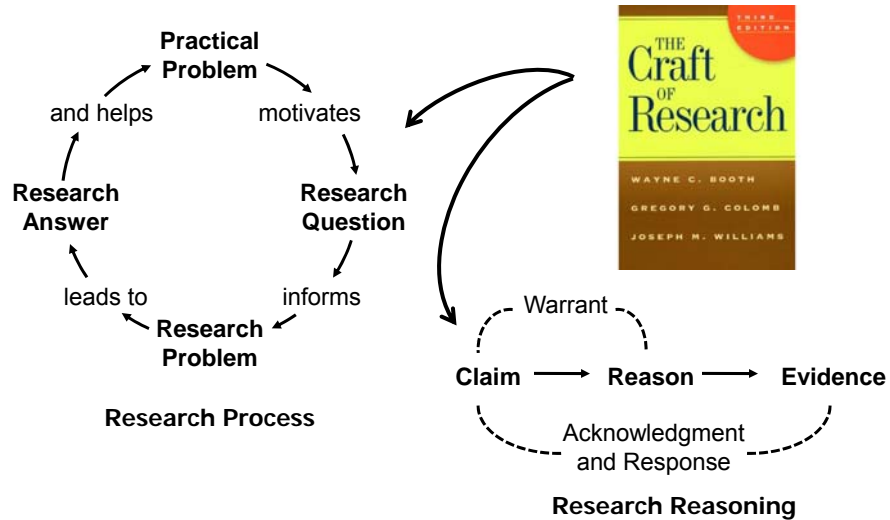 Practical
Problem
motivates
Research
Question
informs
Research
Problem
leads to
Research
Answer
and helps
Research Process
THIRD
EDITION
THE
Craft
OF
Research
WAYNE C. BOOTH
GREGORY G. COLOMB
JOSEPH M. WILLIAMS
Warrant
Claim
Reason
Evidence
Acknowledgment
and Response
Research Reasoning